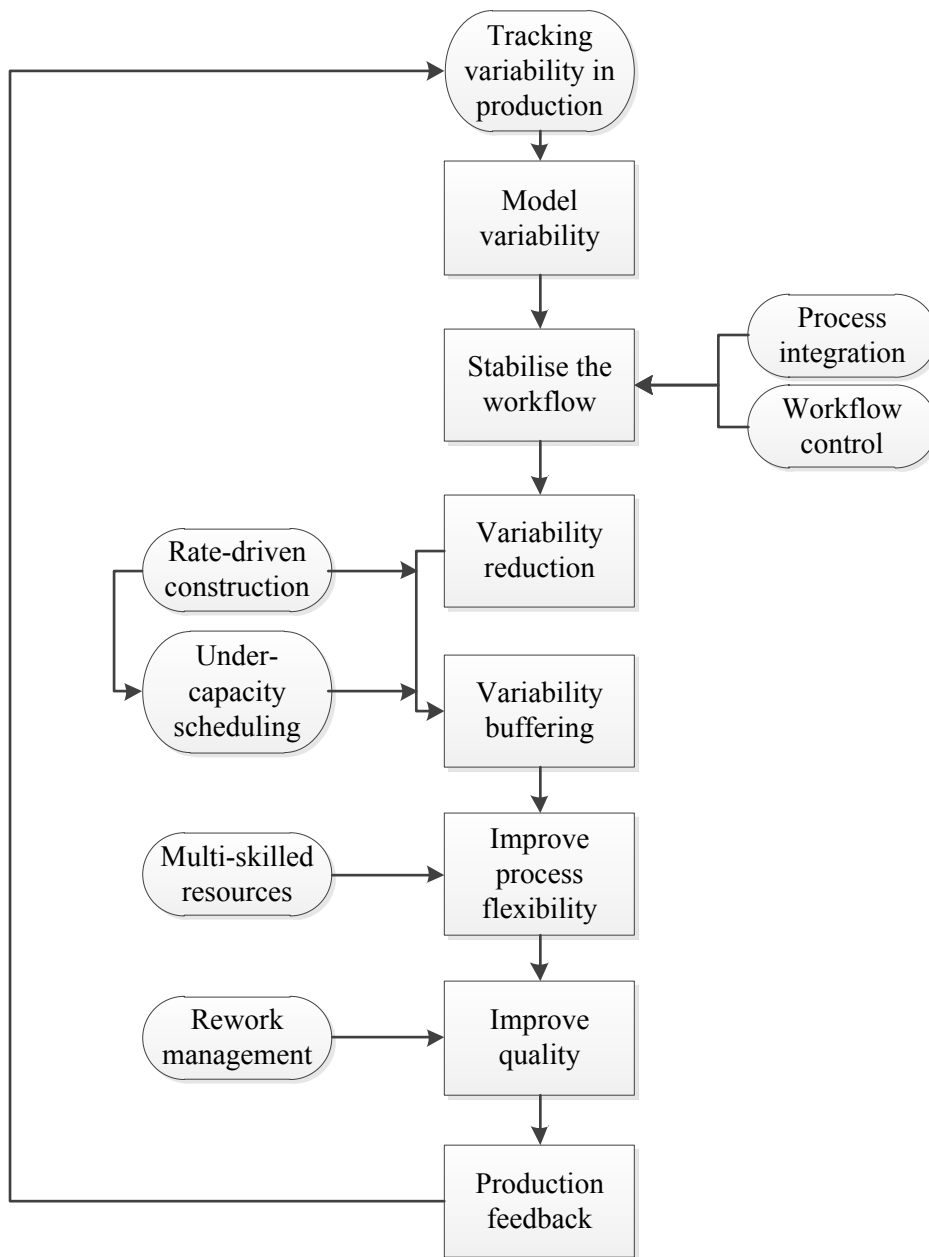 Tracking
variability in
production
Model
variability
Stabilise the
workflow
Process
integration
Workflow
control
Rate-driven
construction
Variability
reduction
Under-
capacity
scheduling
Variability
buffering
Multi-skilled
resources
Improve
process
flexibility
Rework
management
Improve
quality
Production
feedback